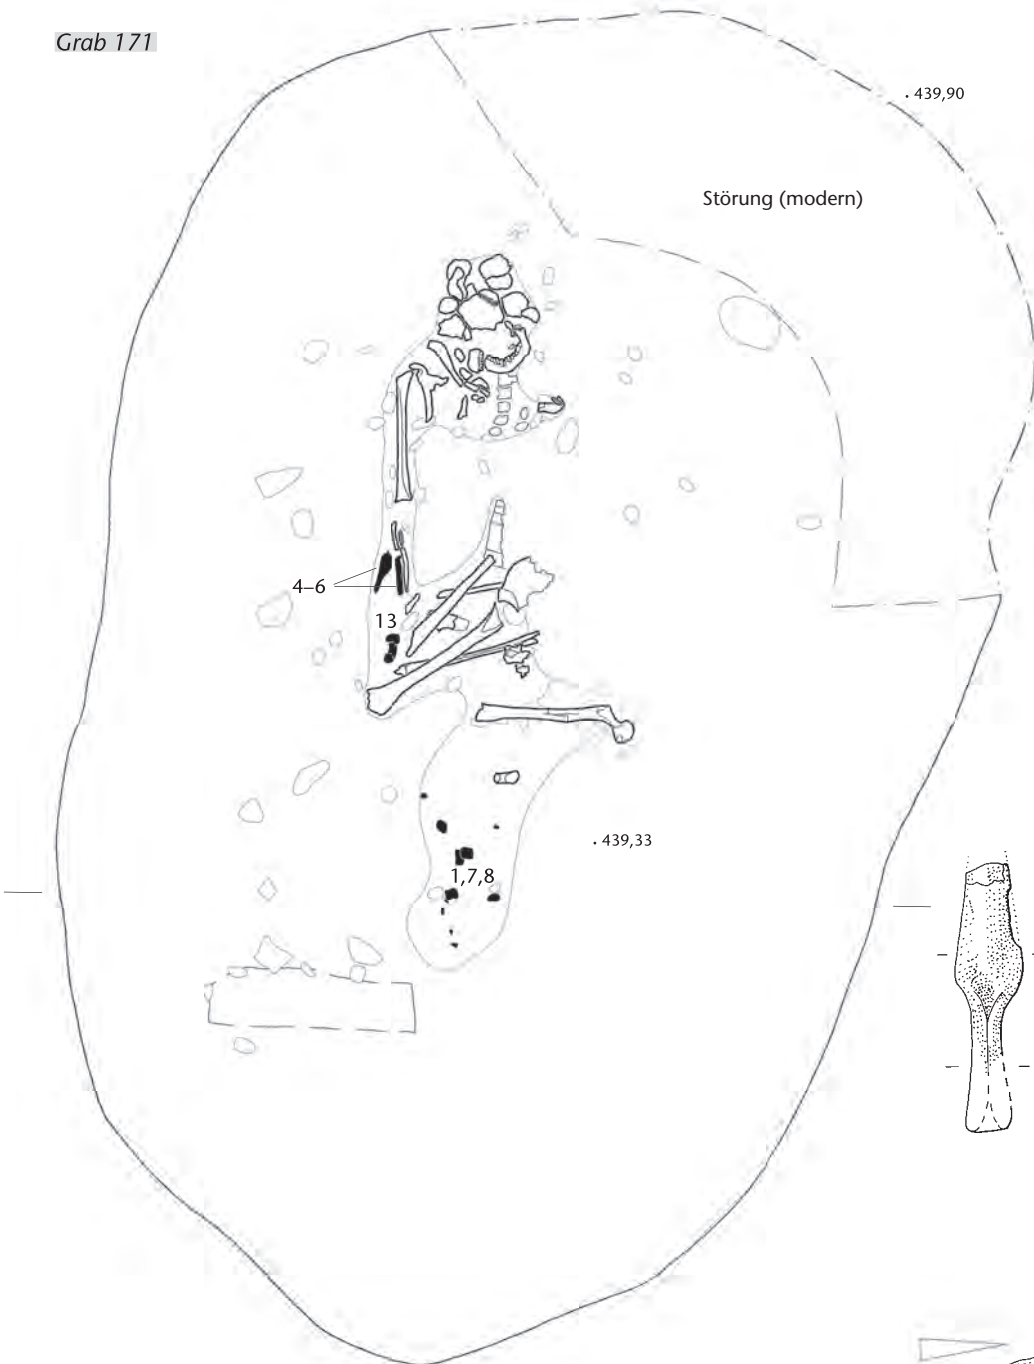 Grab 171
. 439,90
Störung (modern)
4–6
13
. 439,33
1,7,8